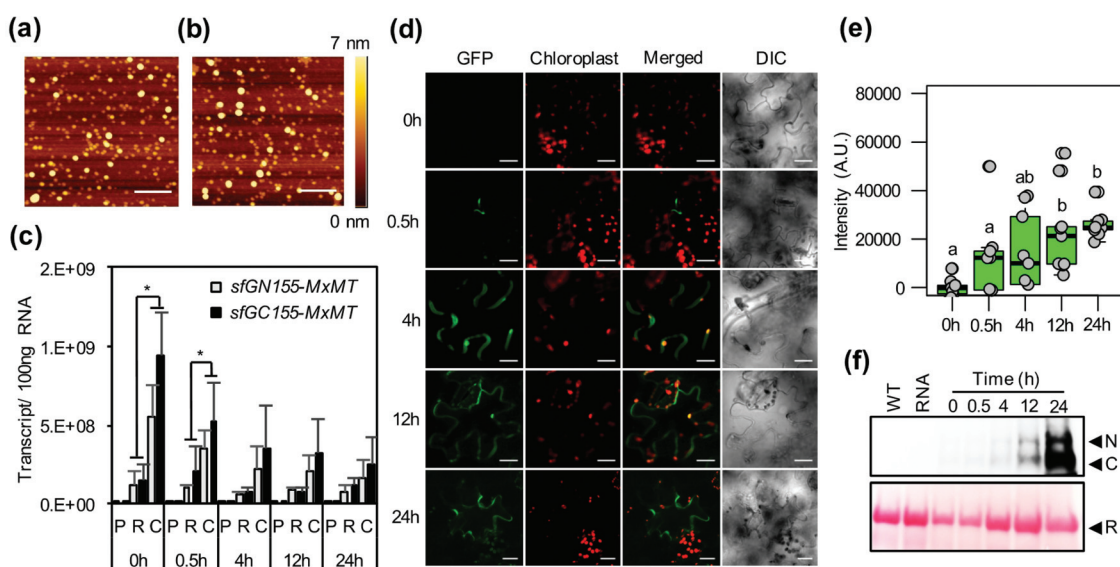 (a)
(b)
7 nm
0 nm
(c)
Transcript/ 100ng RNA
2.E+09
1.E+09
5.E+08
0.E+00
*
*
sfGN155-MxMT
sfGC155-MxMT
P R C P R C P R C P R C P R C
0h 0.5h 4h 12h 24h
(d)
GFP Chloroplast Merged DIC
0h
0.5h
4h
12h
24h
(e)
Intensity (A.U.)
80000
60000
40000
20000
0
a a ab b b
0h 0.5h 4h 12h 24h
(f)
WT RNA Time (h)
0 0.5 4 12 24
◄N
◄C
◄R